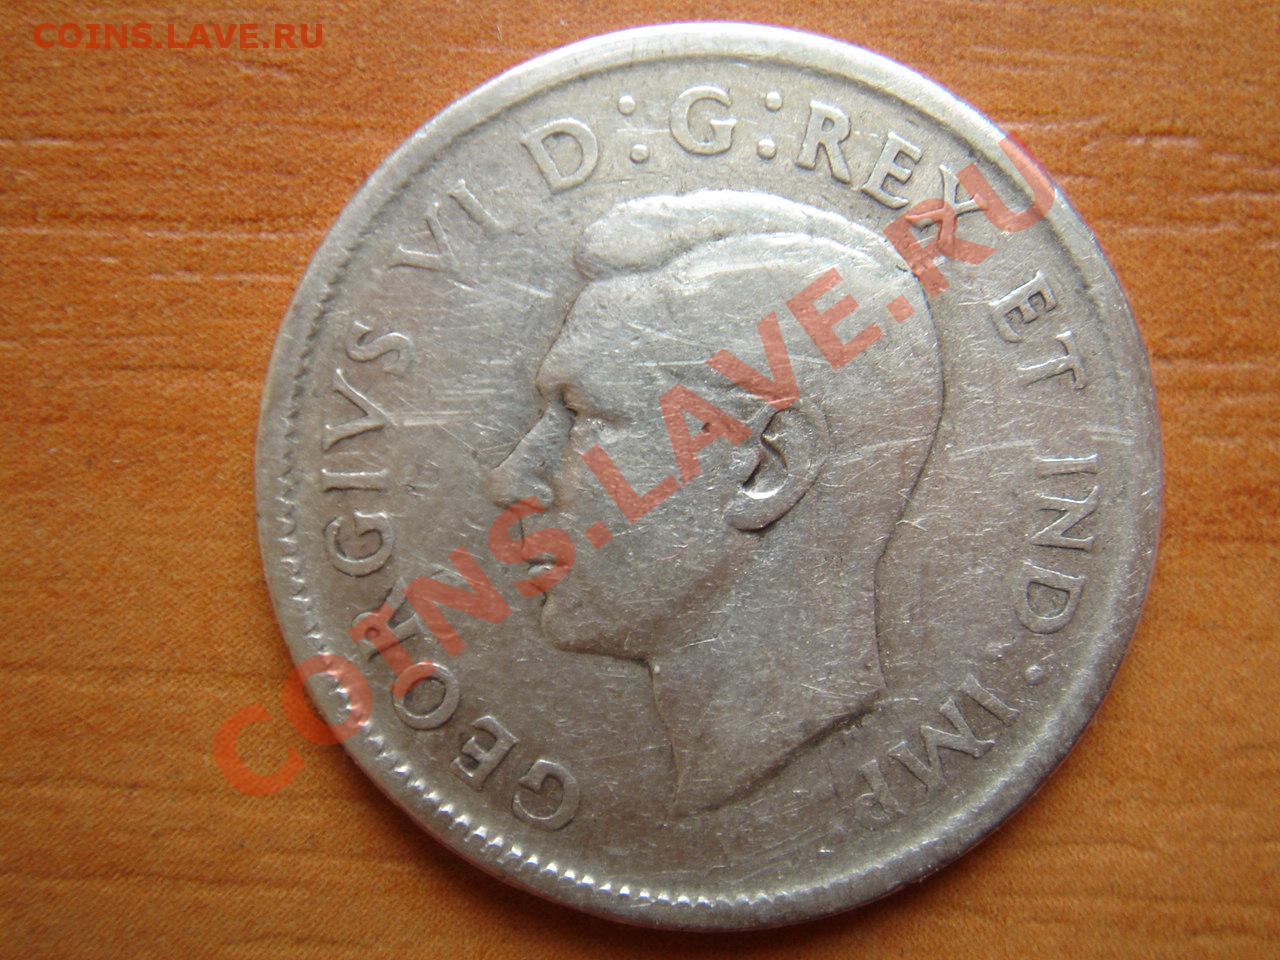 COINS.LAVE.RU
GEORGIVS VI D:G:REX ET IND·IMP·
COINS.LAVE.RU